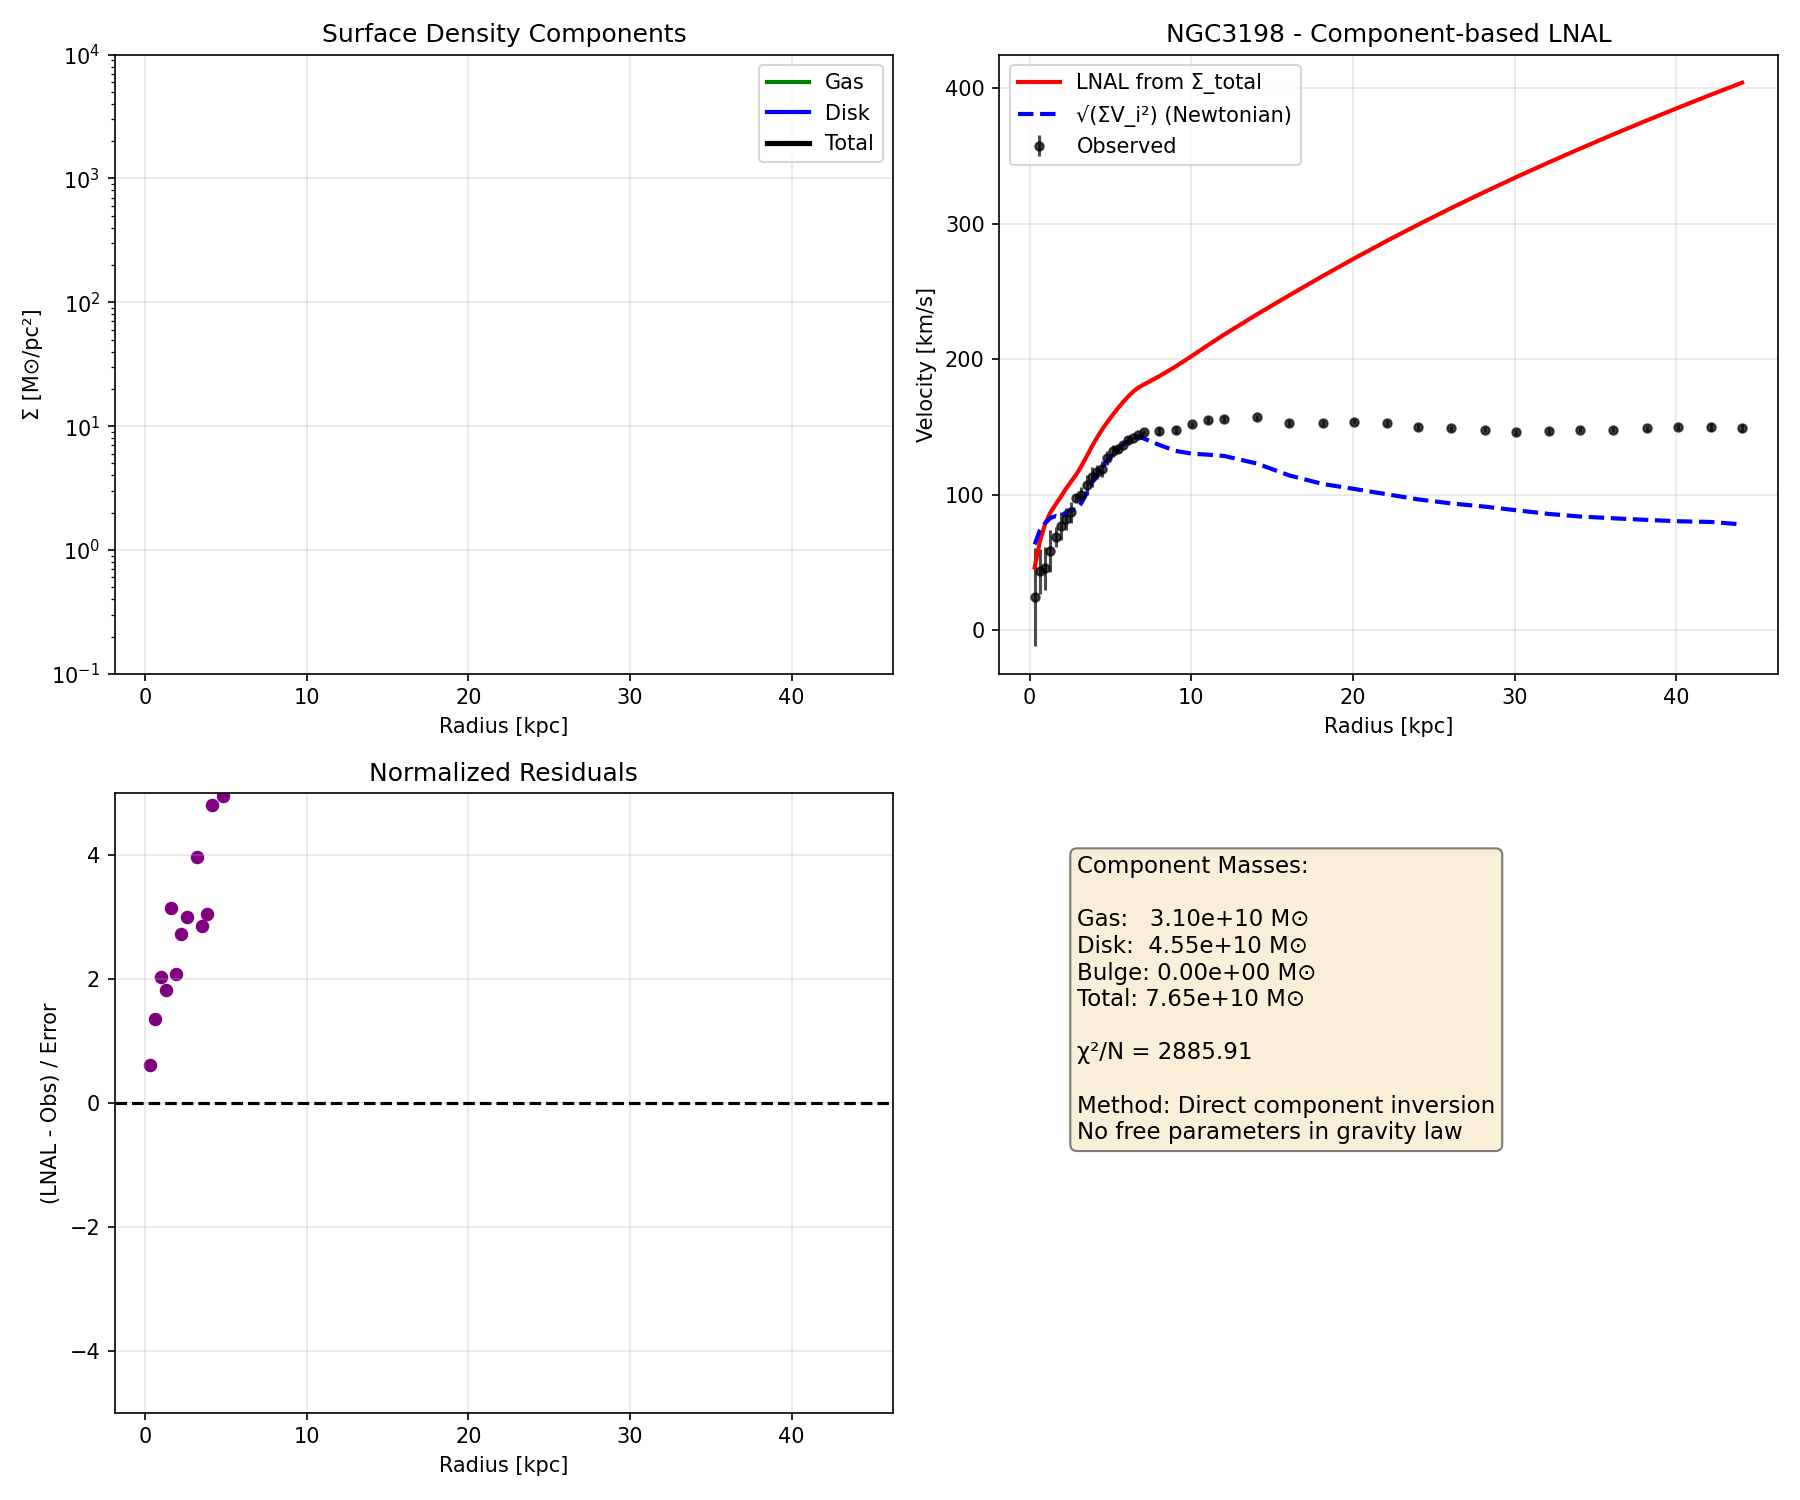 Surface Density Components
10⁴
10³
10²
10¹
10⁰
10⁻¹
Σ [M⊙/pc²]
Gas
Disk
Total
0
10
20
30
40
Radius [kpc]
NGC3198 - Component-based LNAL
400
300
200
100
0
Velocity [km/s]
LNAL from Σ_total
√(ΣV_i²) (Newtonian)
Observed
0
10
20
30
40
Radius [kpc]
Normalized Residuals
4
2
0
−2
−4
(LNAL - Obs) / Error
0
10
20
30
40
Radius [kpc]
Component Masses:
Gas: 3.10e+10 M⊙
Disk: 4.55e+10 M⊙
Bulge: 0.00e+00 M⊙
Total: 7.65e+10 M⊙
χ²/N = 2885.91
Method: Direct component inversion
No free parameters in gravity law